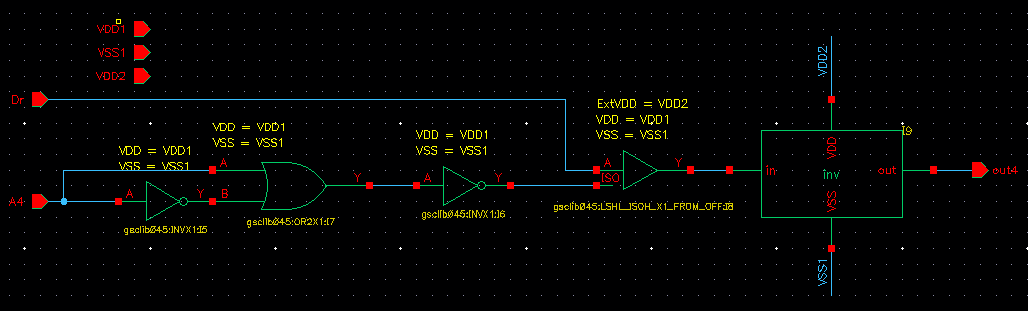 VDD1
VSS1
VDD2
Dr
A4
VDD = VDD1
VSS = VSS1
A
Y
gsclib045:INVX1:I5
VDD = VDD1
VSS = VSS1
A
B
Y
gsclib045:OR2X1:I7
VDD = VDD1
VSS = VSS1
A
Y
gsclib045:INVX1:I6
ExtVDD = VDD2
VDD = VDD1
VSS = VSS1
A
ISO
Y
gsclib045:LSHL_ISOH_X1_FROM_OFF:I8
VDD2
I9
VDD
in
inv
out
VSS
VSS1
out4